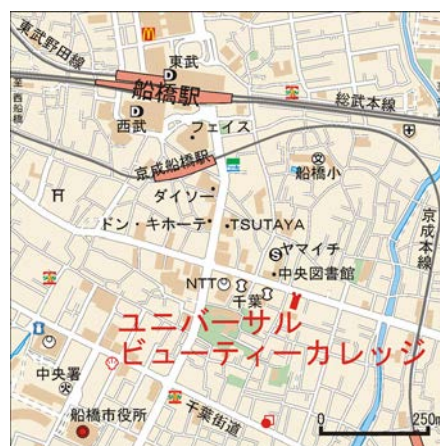 東武野田線
東武
船橋駅
至 西船橋
総武本線
西武
フェイス
京成船橋駅
船橋小
ダイソー
京成本線
ドン・キホーテ
TSUTAYA
ヤマイチ
中央図書館
NTT
千葉
ユニバーサル
ビューティーカレッジ
中央署
船橋市役所
千葉街道
0 250m